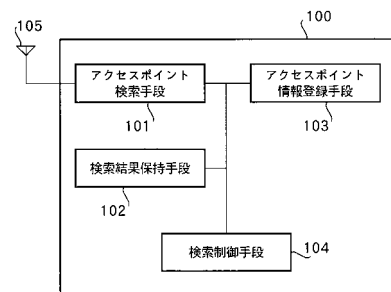 105
100
アクセスポイント
検索手段
101
アクセスポイント
情報登録手段
103
検索結果保持手段
102
検索制御手段
104